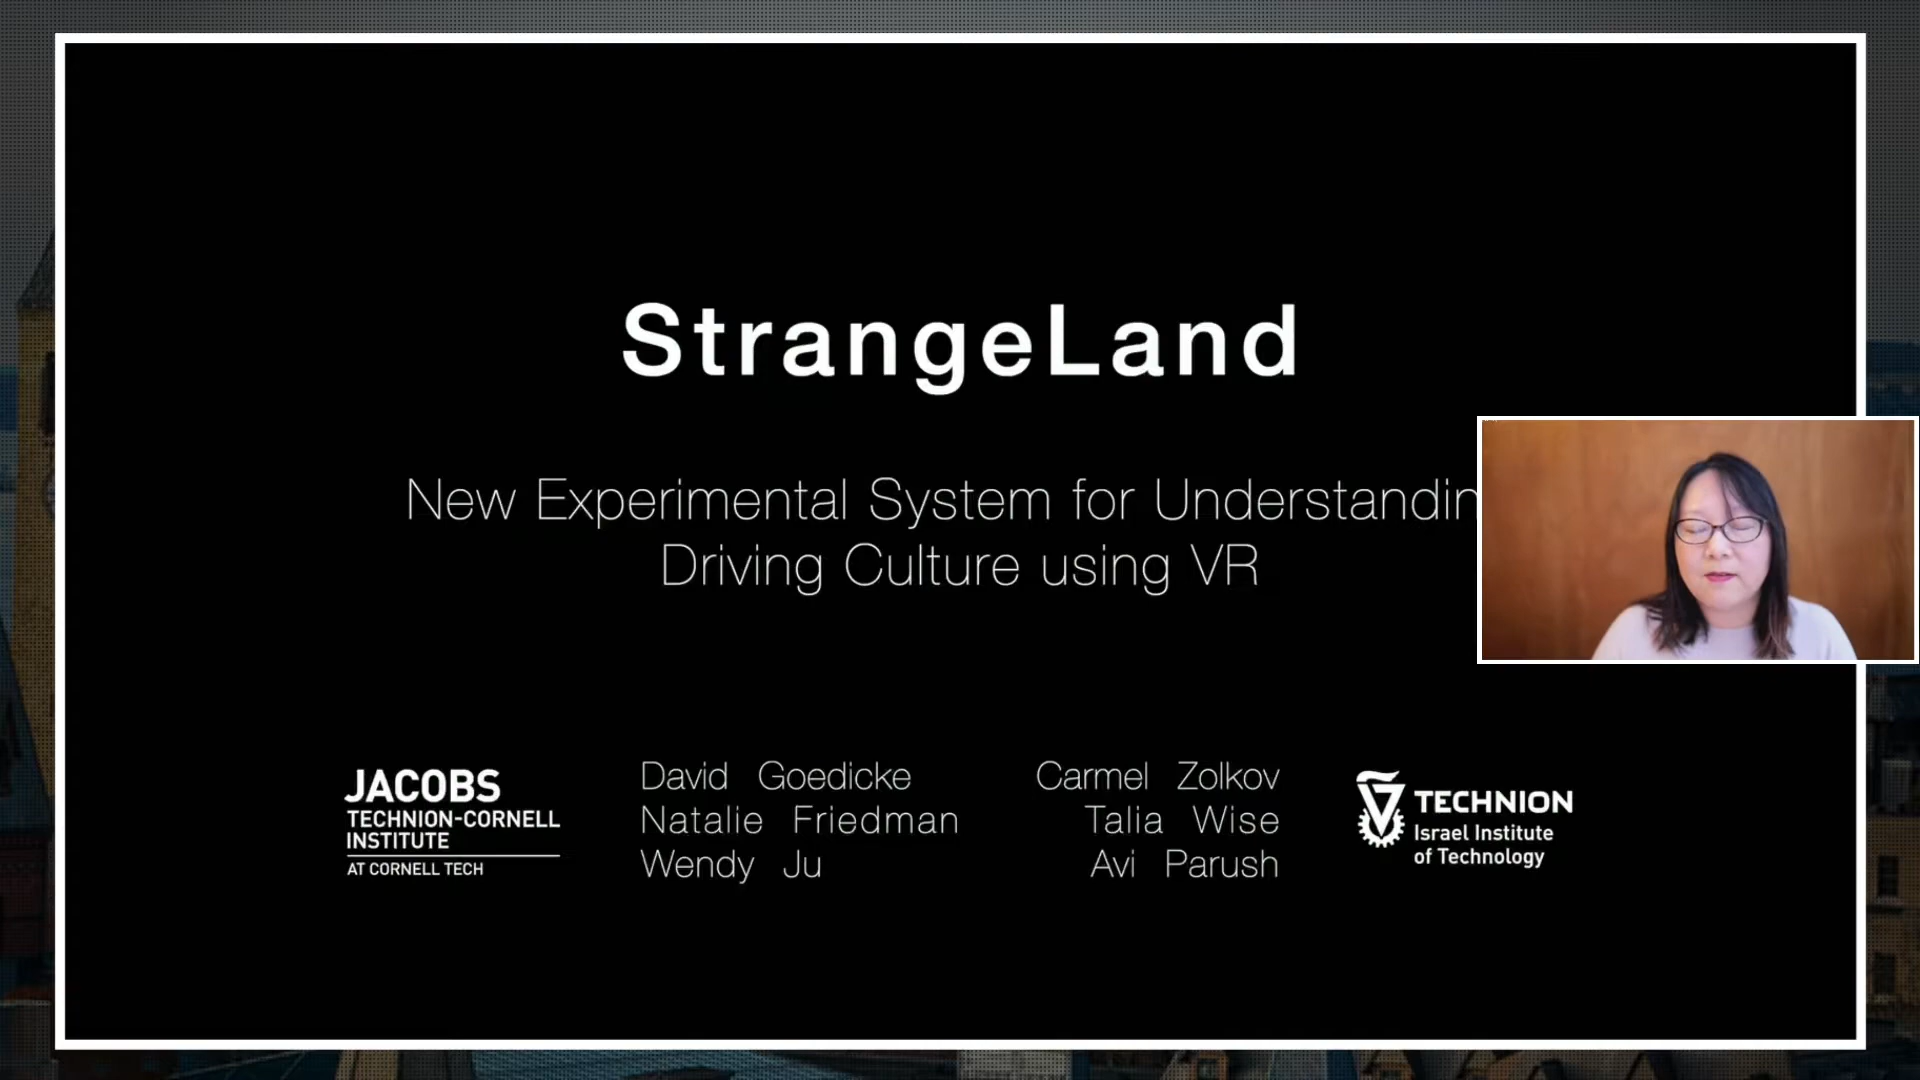 StrangeLand
New Experimental System for Understandin
Driving Culture using VR
JACOBS
TECHNION-CORNELL
INSTITUTE
AT CORNELL TECH
David Goedicke
Natalie Friedman
Wendy Ju
Carmel Zolkov
Talia Wise
Avi Parush
TECHNION
Israel Institute
of Technology